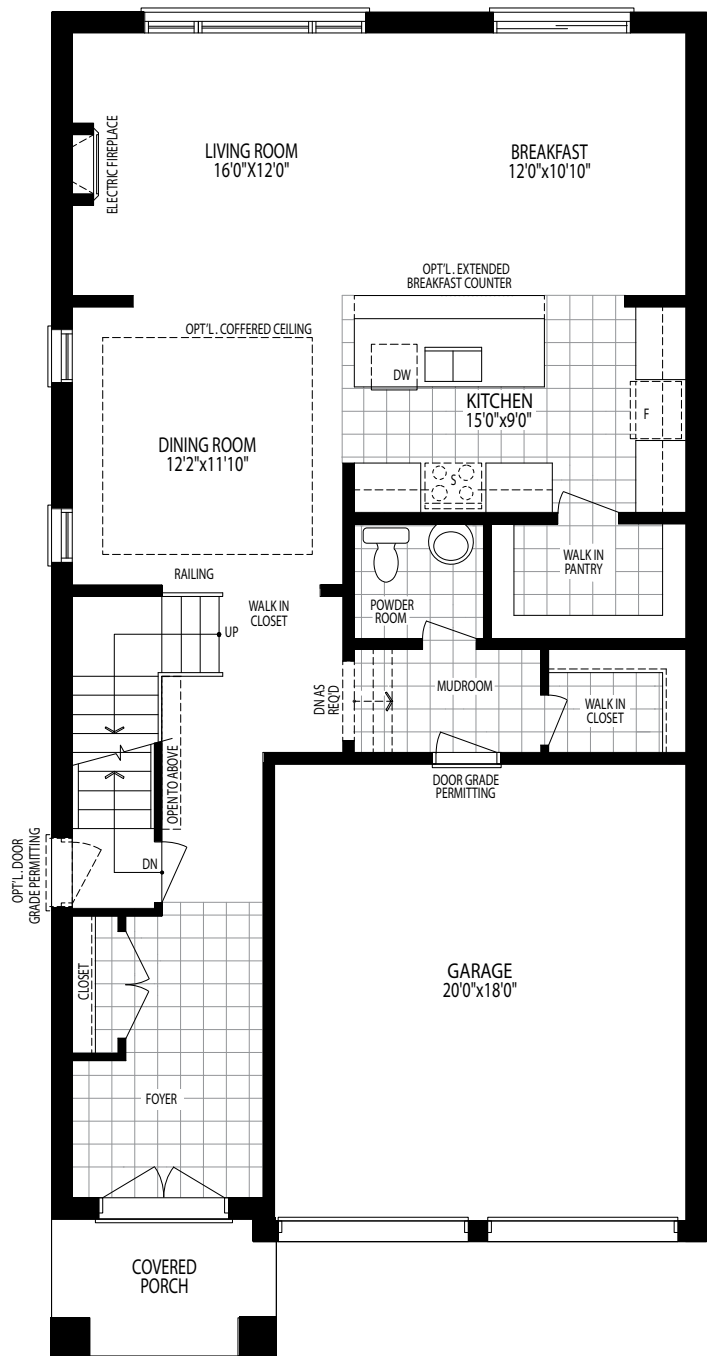 ELECTRIC FIREPLACE
LIVING ROOM
16'0"X12'0"
BREAKFAST
12'0"x10'10"
OPT'L. EXTENDED
BREAKFAST COUNTER
OPT'L. COFFERED CEILING
DW
KITCHEN
15'0"x9'0"
F
S
DINING ROOM
12'2"x11'10"
RAILING
WALK IN
CLOSET
UP
POWDER
ROOM
WALK IN
PANTRY
DN AS
REQ'D
MUDROOM
WALK IN
CLOSET
OPEN TO ABOVE
DOOR GRADE
PERMITTING
OPT'L. DOOR
GRADE PERMITTING
DN
CLOSET
GARAGE
20'0"x18'0"
FOYER
COVERED
PORCH